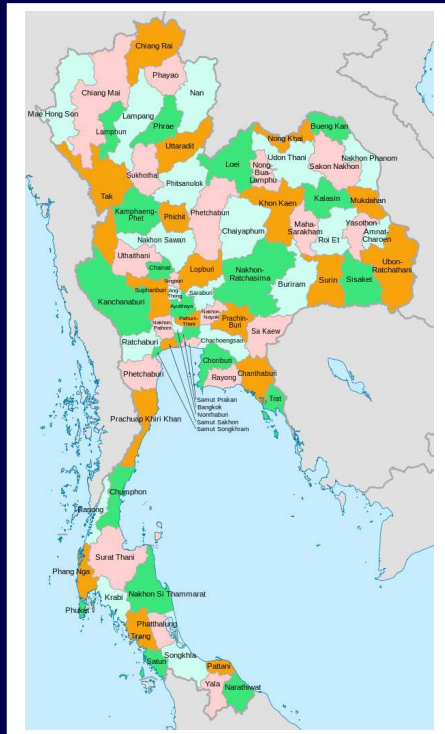 Chiang Rai
Phayao
Nan
Chiang Mai
Mae Hong Son
Lampang
Lamphun
Phrae
Uttaradit
Nong Khai
Bueng Kan
Loei
Udon Thani
Nong-
Bua-
Lamphu
Sakon Nakhon
Nakhon Phanom
Sukhothai
Tak
Phitsanulok
Kamphaeng-
Phet
Phichit
Phetchabun
Khon Kaen
Kalasin
Mukdahan
Maha-
Sarakham
Roi Et
Yasothon-
Amnat-
Charoen
Chaiyaphum
Nakhon Sawan
Uthaithani
Chainat
Lopburi
Nakhon-
Ratchasima
Buriram
Surin
Sisaket
Ubon-
Ratchathani
Singburi
Suphanburi
Ang-
Thong
Saraburi
Kanchanaburi
Ayutthaya
Nakhon-
Nayok
Nakhon-
Pathom
Pathum-
Thani
Prachin-
Buri
Sa Kaew
Ratchaburi
Chachoengsao
Chonburi
Phetchaburi
Rayong
Chanthaburi
Trat
Samut Prakan
Bangkok
Nonthaburi
Samut Sakhon
Samut Songkhram
Prachuap Khiri Khan
Chumphon
Ranong
Surat Thani
Phang Nga
Krabi
Nakhon Si Thammarat
Phuket
Phatthalung
Trang
Satun
Songkhla
Pattani
Yala
Narathiwat